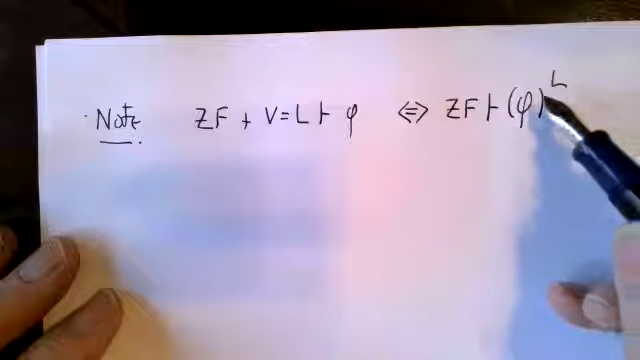 Note. ZF + V = L ⊢ φ ⇔ ZF ⊢ (φ)^L